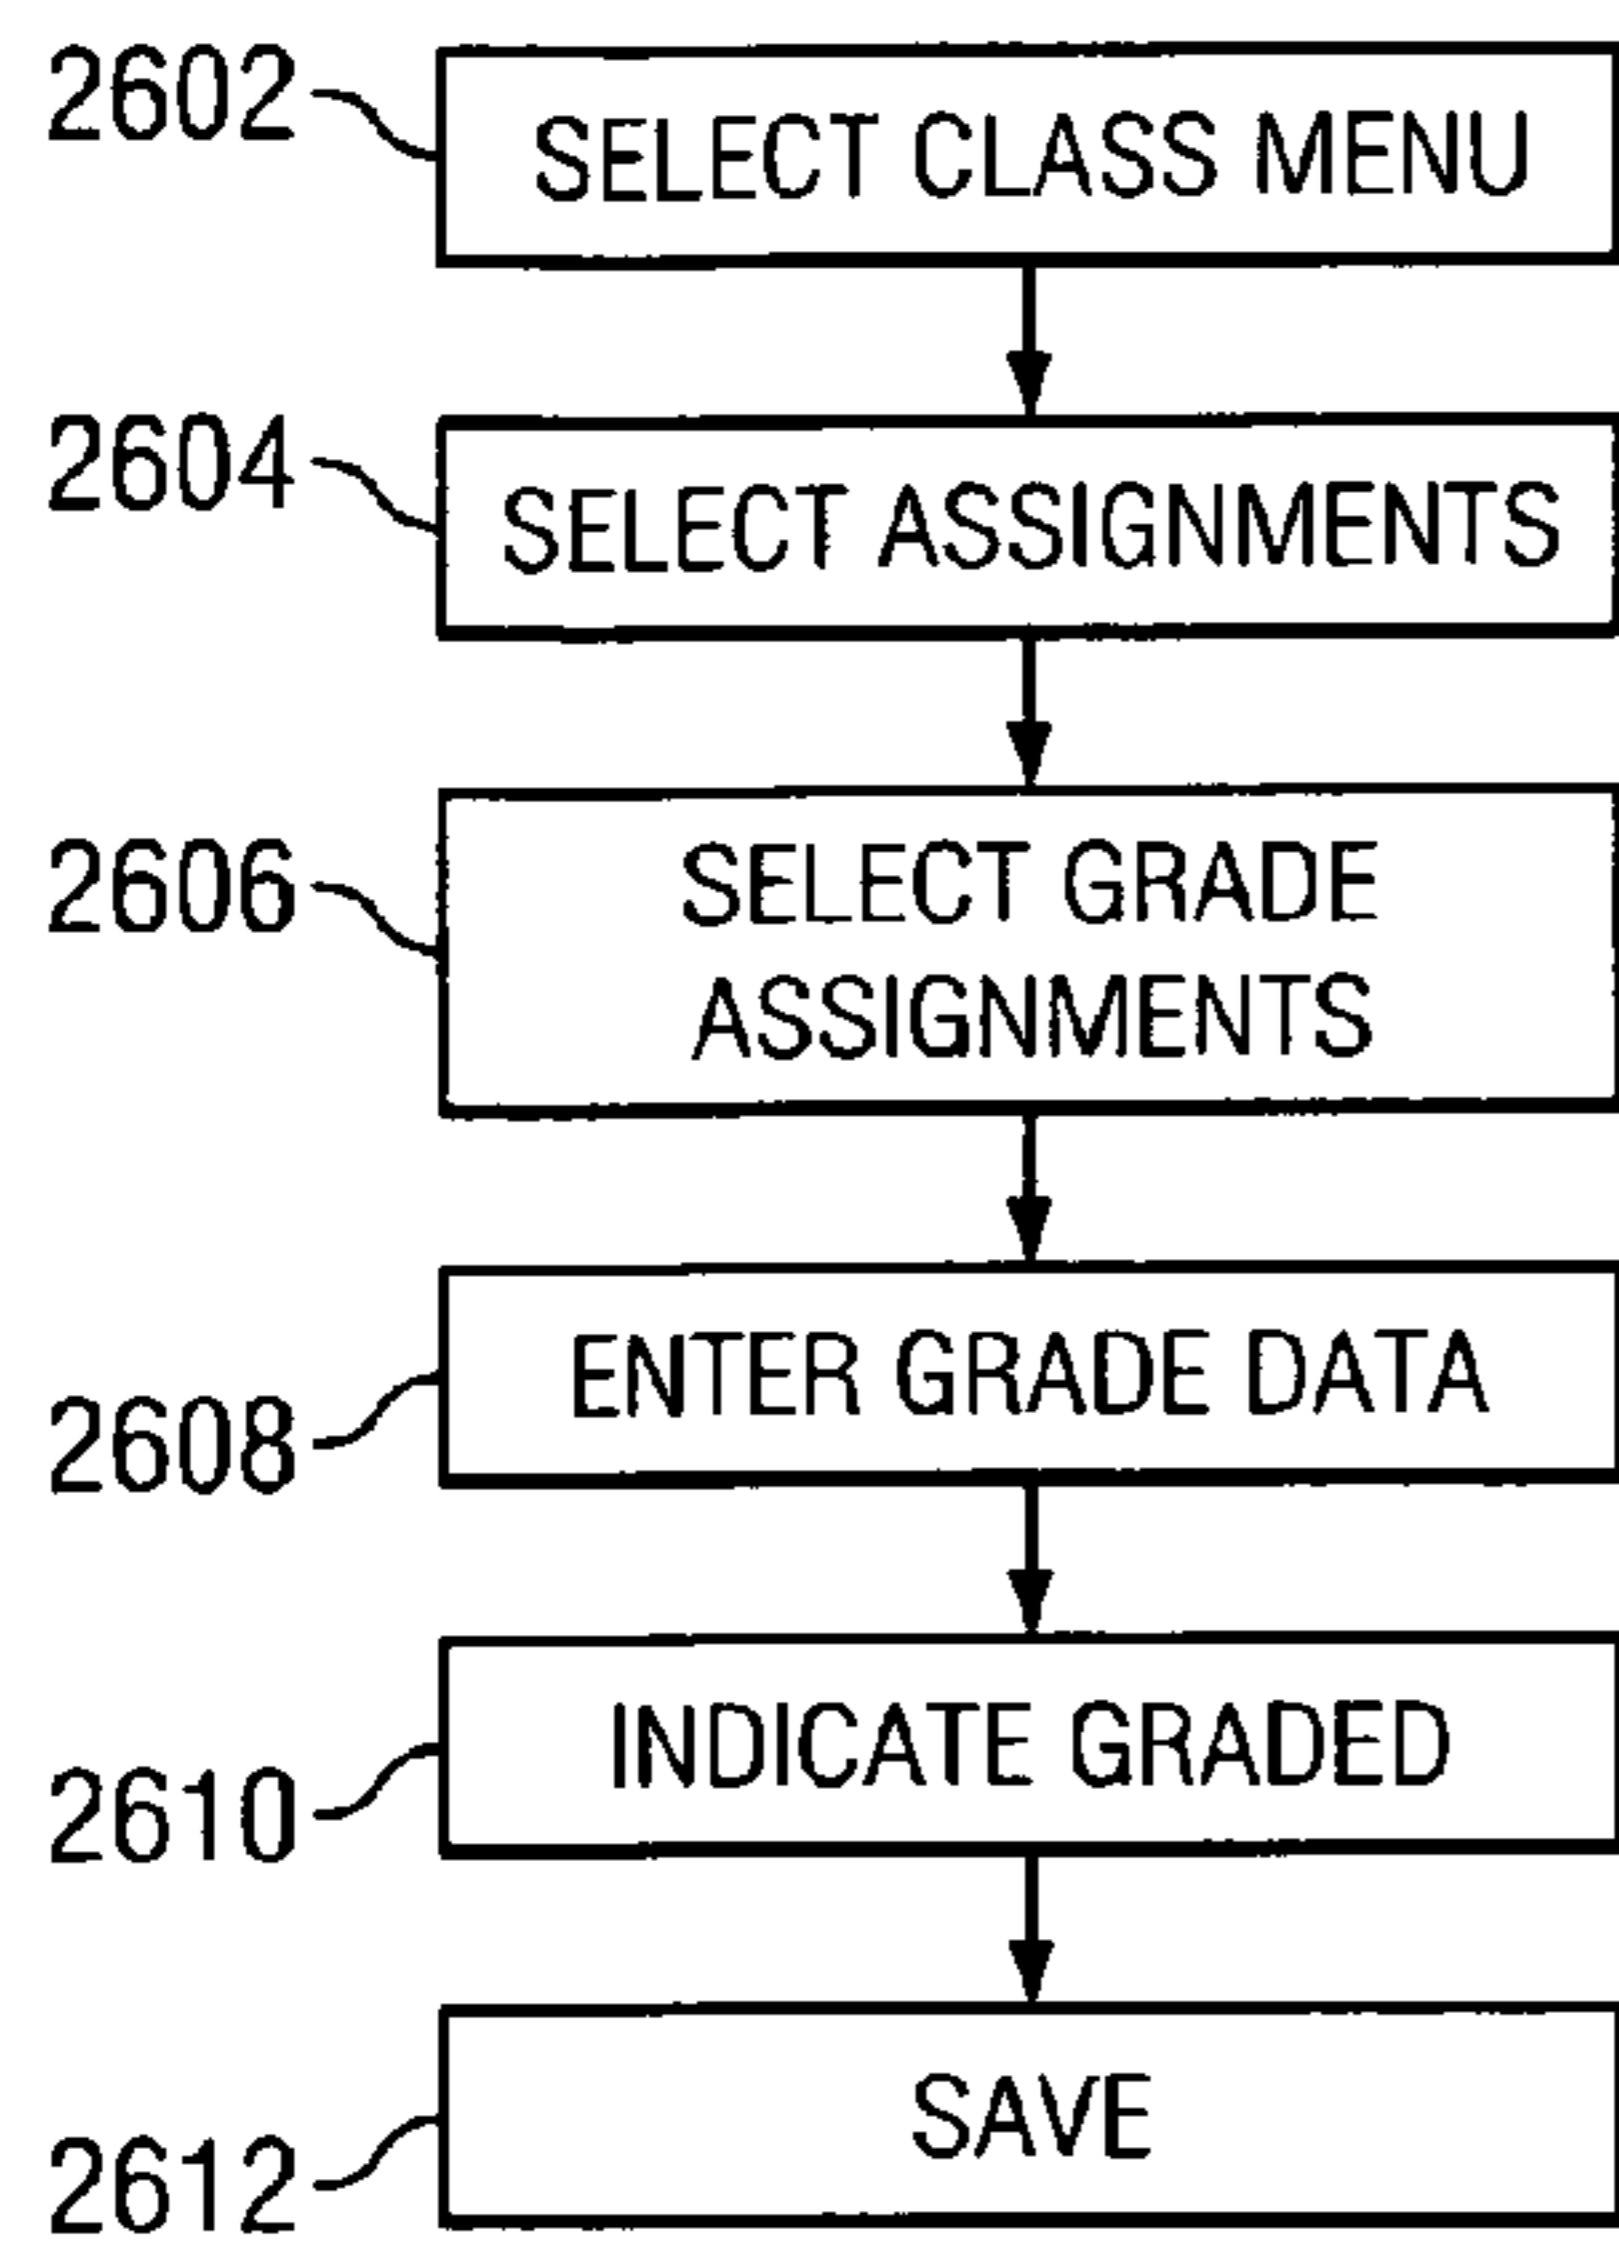 2602
SELECT CLASS MENU
2604
SELECT ASSIGNMENTS
2606
SELECT GRADE
ASSIGNMENTS
2608
ENTER GRADE DATA
2610
INDICATE GRADED
2612
SAVE